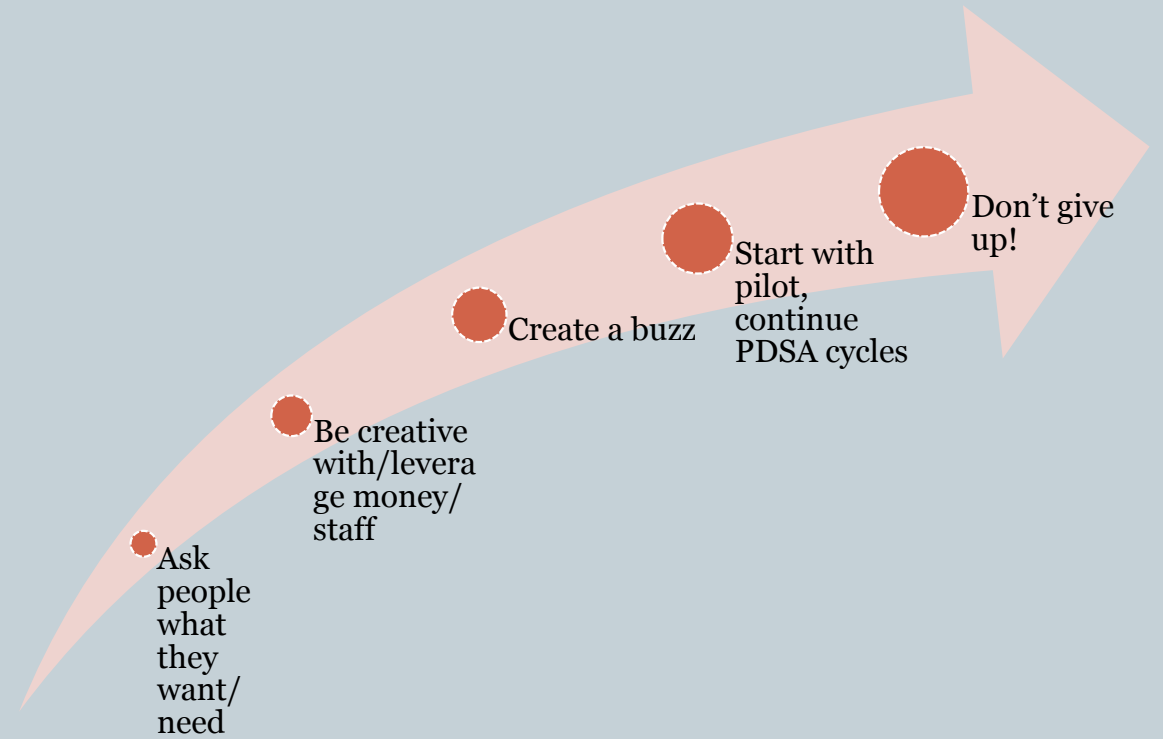 Ask
people
what
they
want/
need
Be creative
with/levera
ge money/
staff
Create a buzz
Start with
pilot,
continue
PDSA cycles
Don’t give
up!